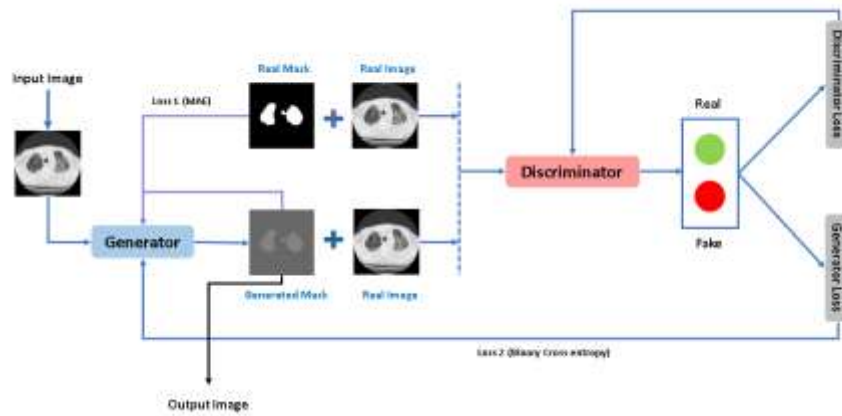 Input Image
Real Mask
Real Image
Loss 1 (MAE)
Real
Discriminator Loss
Discriminator
Generator
Fake
Generator Loss
Generated Mask
Real Image
Loss 2 (Binary Cross entropy)
Output Image